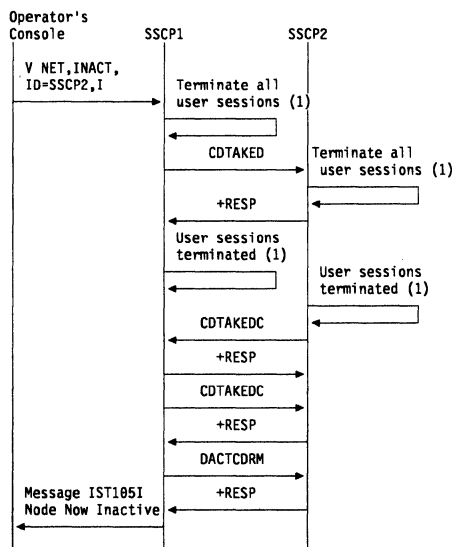 Operator's
Console
SSCP1
SSCP2
V NET,INACT,
ID=SSCP2,I
Terminate all
user sessions (1)
CDTAKED
Terminate all
user sessions (1)
+RESP
User sessions
terminated (1)
User sessions
terminated (1)
CDTAKEDC
+RESP
CDTAKEDC
+RESP
DACTCDRM
+RESP
Message IST105I
Node Now Inactive